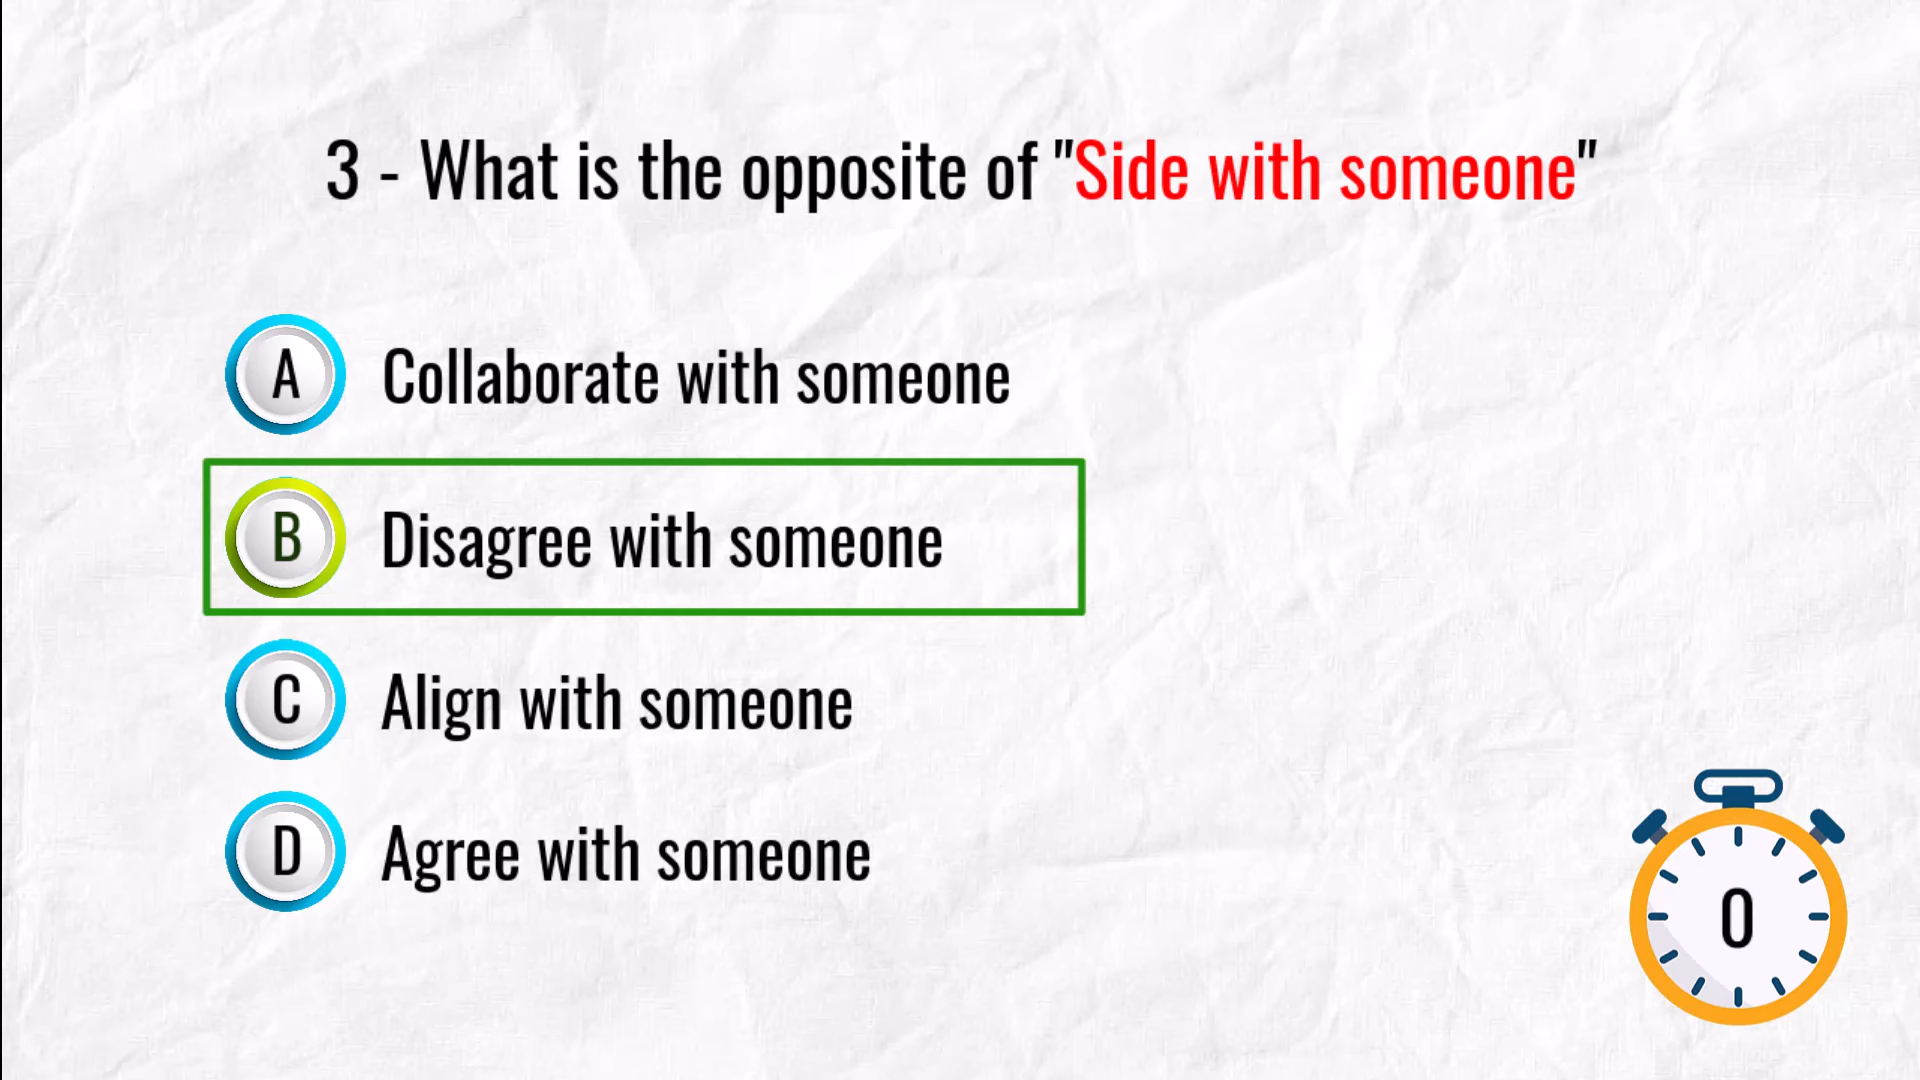 3 - What is the opposite of "Side with someone"
A Collaborate with someone
B Disagree with someone
C Align with someone
D Agree with someone
0